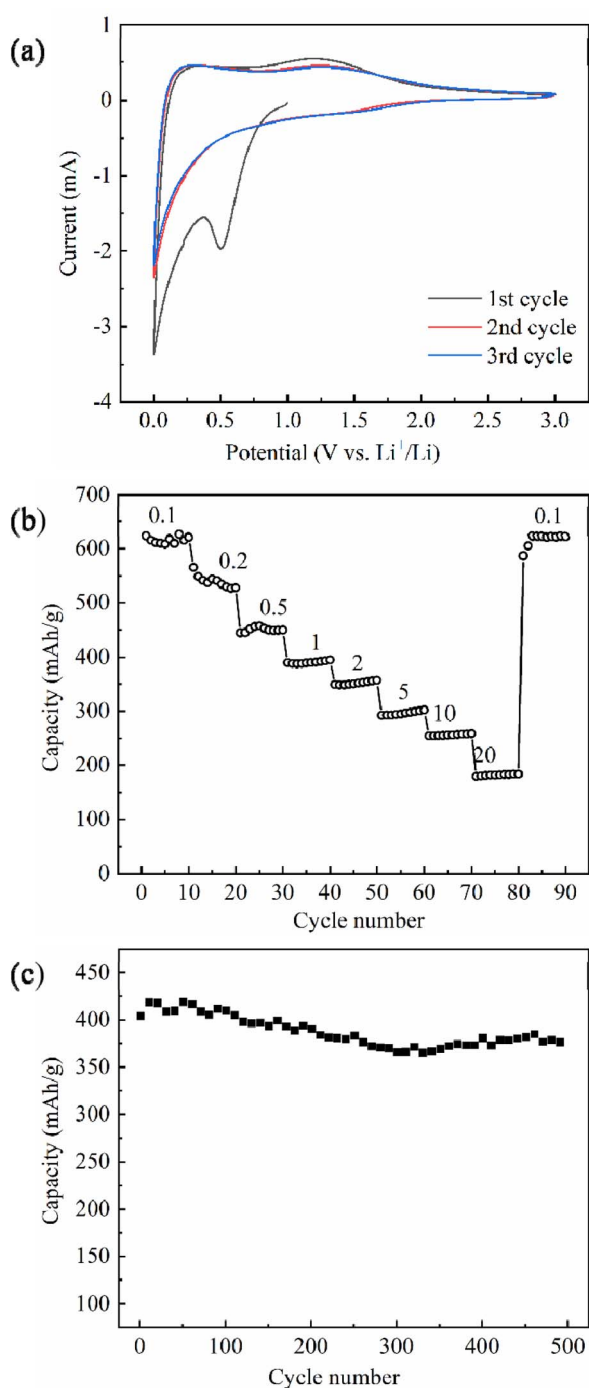 (a)
1
0
-1
-2
-3
-4
Current (mA)
1st cycle
2nd cycle
3rd cycle
0.0 0.5 1.0 1.5 2.0 2.5 3.0
Potential (V vs. Li⁺/Li)
(b)
700
600
500
400
300
200
100
0
Capacity (mAh/g)
0.1
0.2
0.5
1
2
5
10
20
0.1
0 10 20 30 40 50 60 70 80 90
Cycle number
(c)
450
400
350
300
250
200
150
100
Capacity (mAh/g)
0 100 200 300 400 500
Cycle number